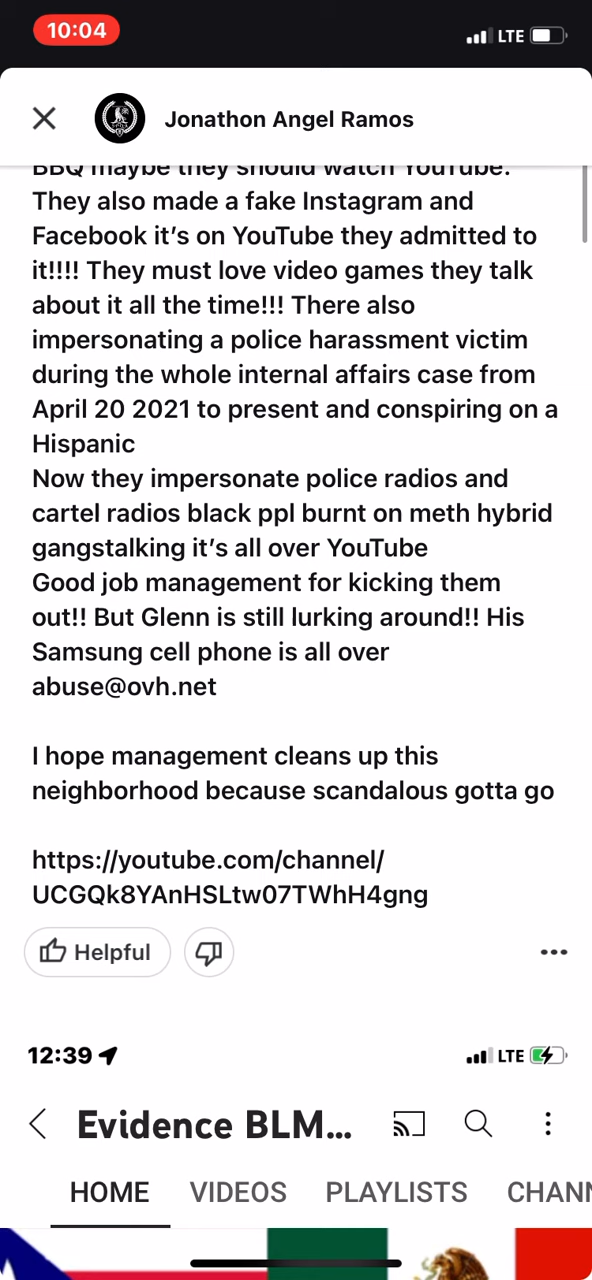 10:04
LTE
Jonathon Angel Ramos
BBQ maybe they should watch YouTube.
They also made a fake Instagram and
Facebook it's on YouTube they admitted to
it!!!! They must love video games they talk
about it all the time!!! There also
impersonating a police harassment victim
during the whole internal affairs case from
April 20 2021 to present and conspiring on a
Hispanic
Now they impersonate police radios and
cartel radios black ppl burnt on meth hybrid
gangstalking it's all over YouTube
Good job management for kicking them
out!! But Glenn is still lurking around!! His
Samsung cell phone is all over
abuse@ovh.net
I hope management cleans up this
neighborhood because scandalous gotta go
https://youtube.com/channel/
UCGQk8YAnHSLtw07TWhH4gng
Helpful
12:39
LTE
Evidence BLM...
HOME VIDEOS PLAYLISTS CHANN